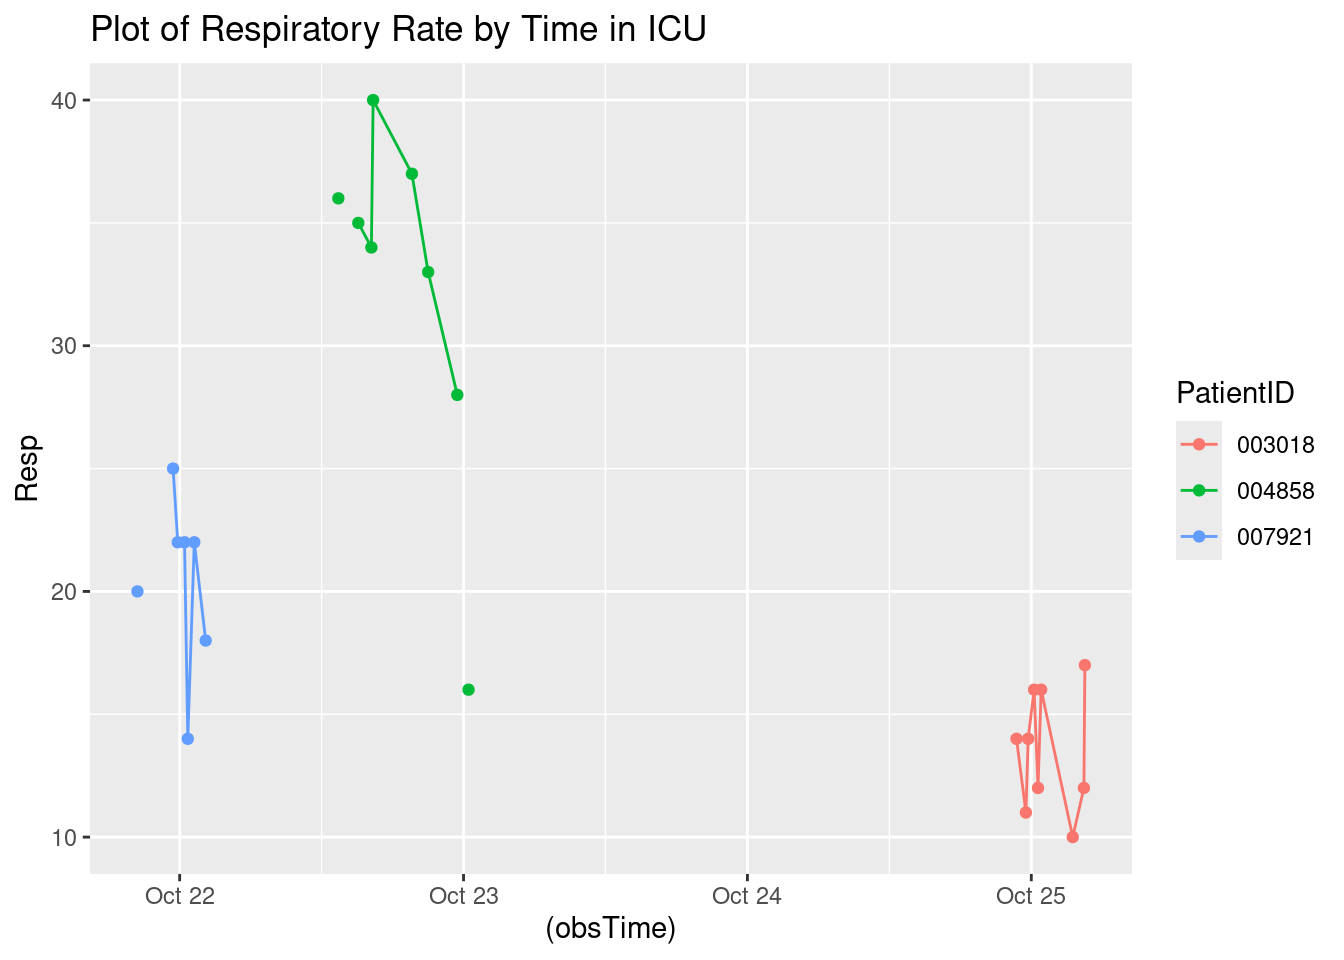 Plot of Respiratory Rate by Time in ICU
40
30
20
10
Resp
Oct 22 Oct 23 Oct 24 Oct 25
(obsTime)
PatientID
003018
004858
007921